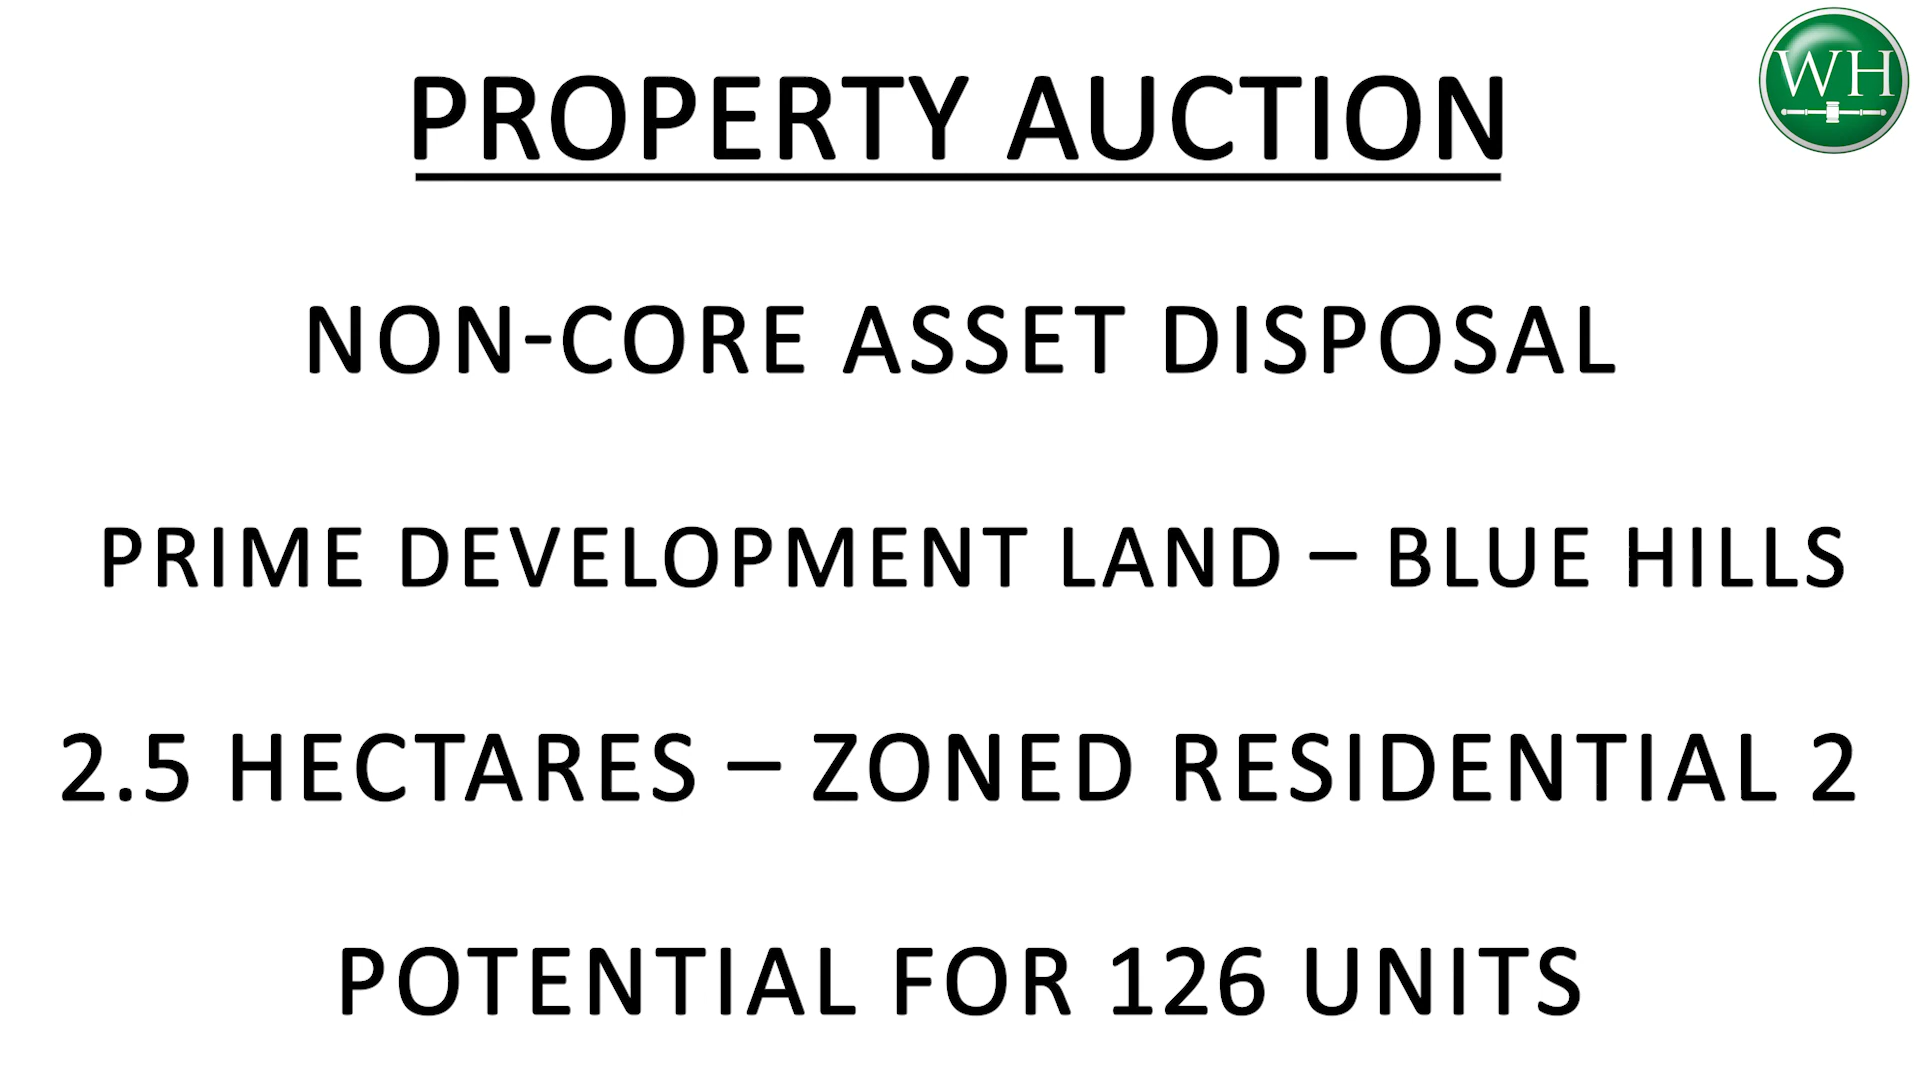 WH
PROPERTY AUCTION
NON-CORE ASSET DISPOSAL
PRIME DEVELOPMENT LAND – BLUE HILLS
2.5 HECTARES – ZONED RESIDENTIAL 2
POTENTIAL FOR 126 UNITS